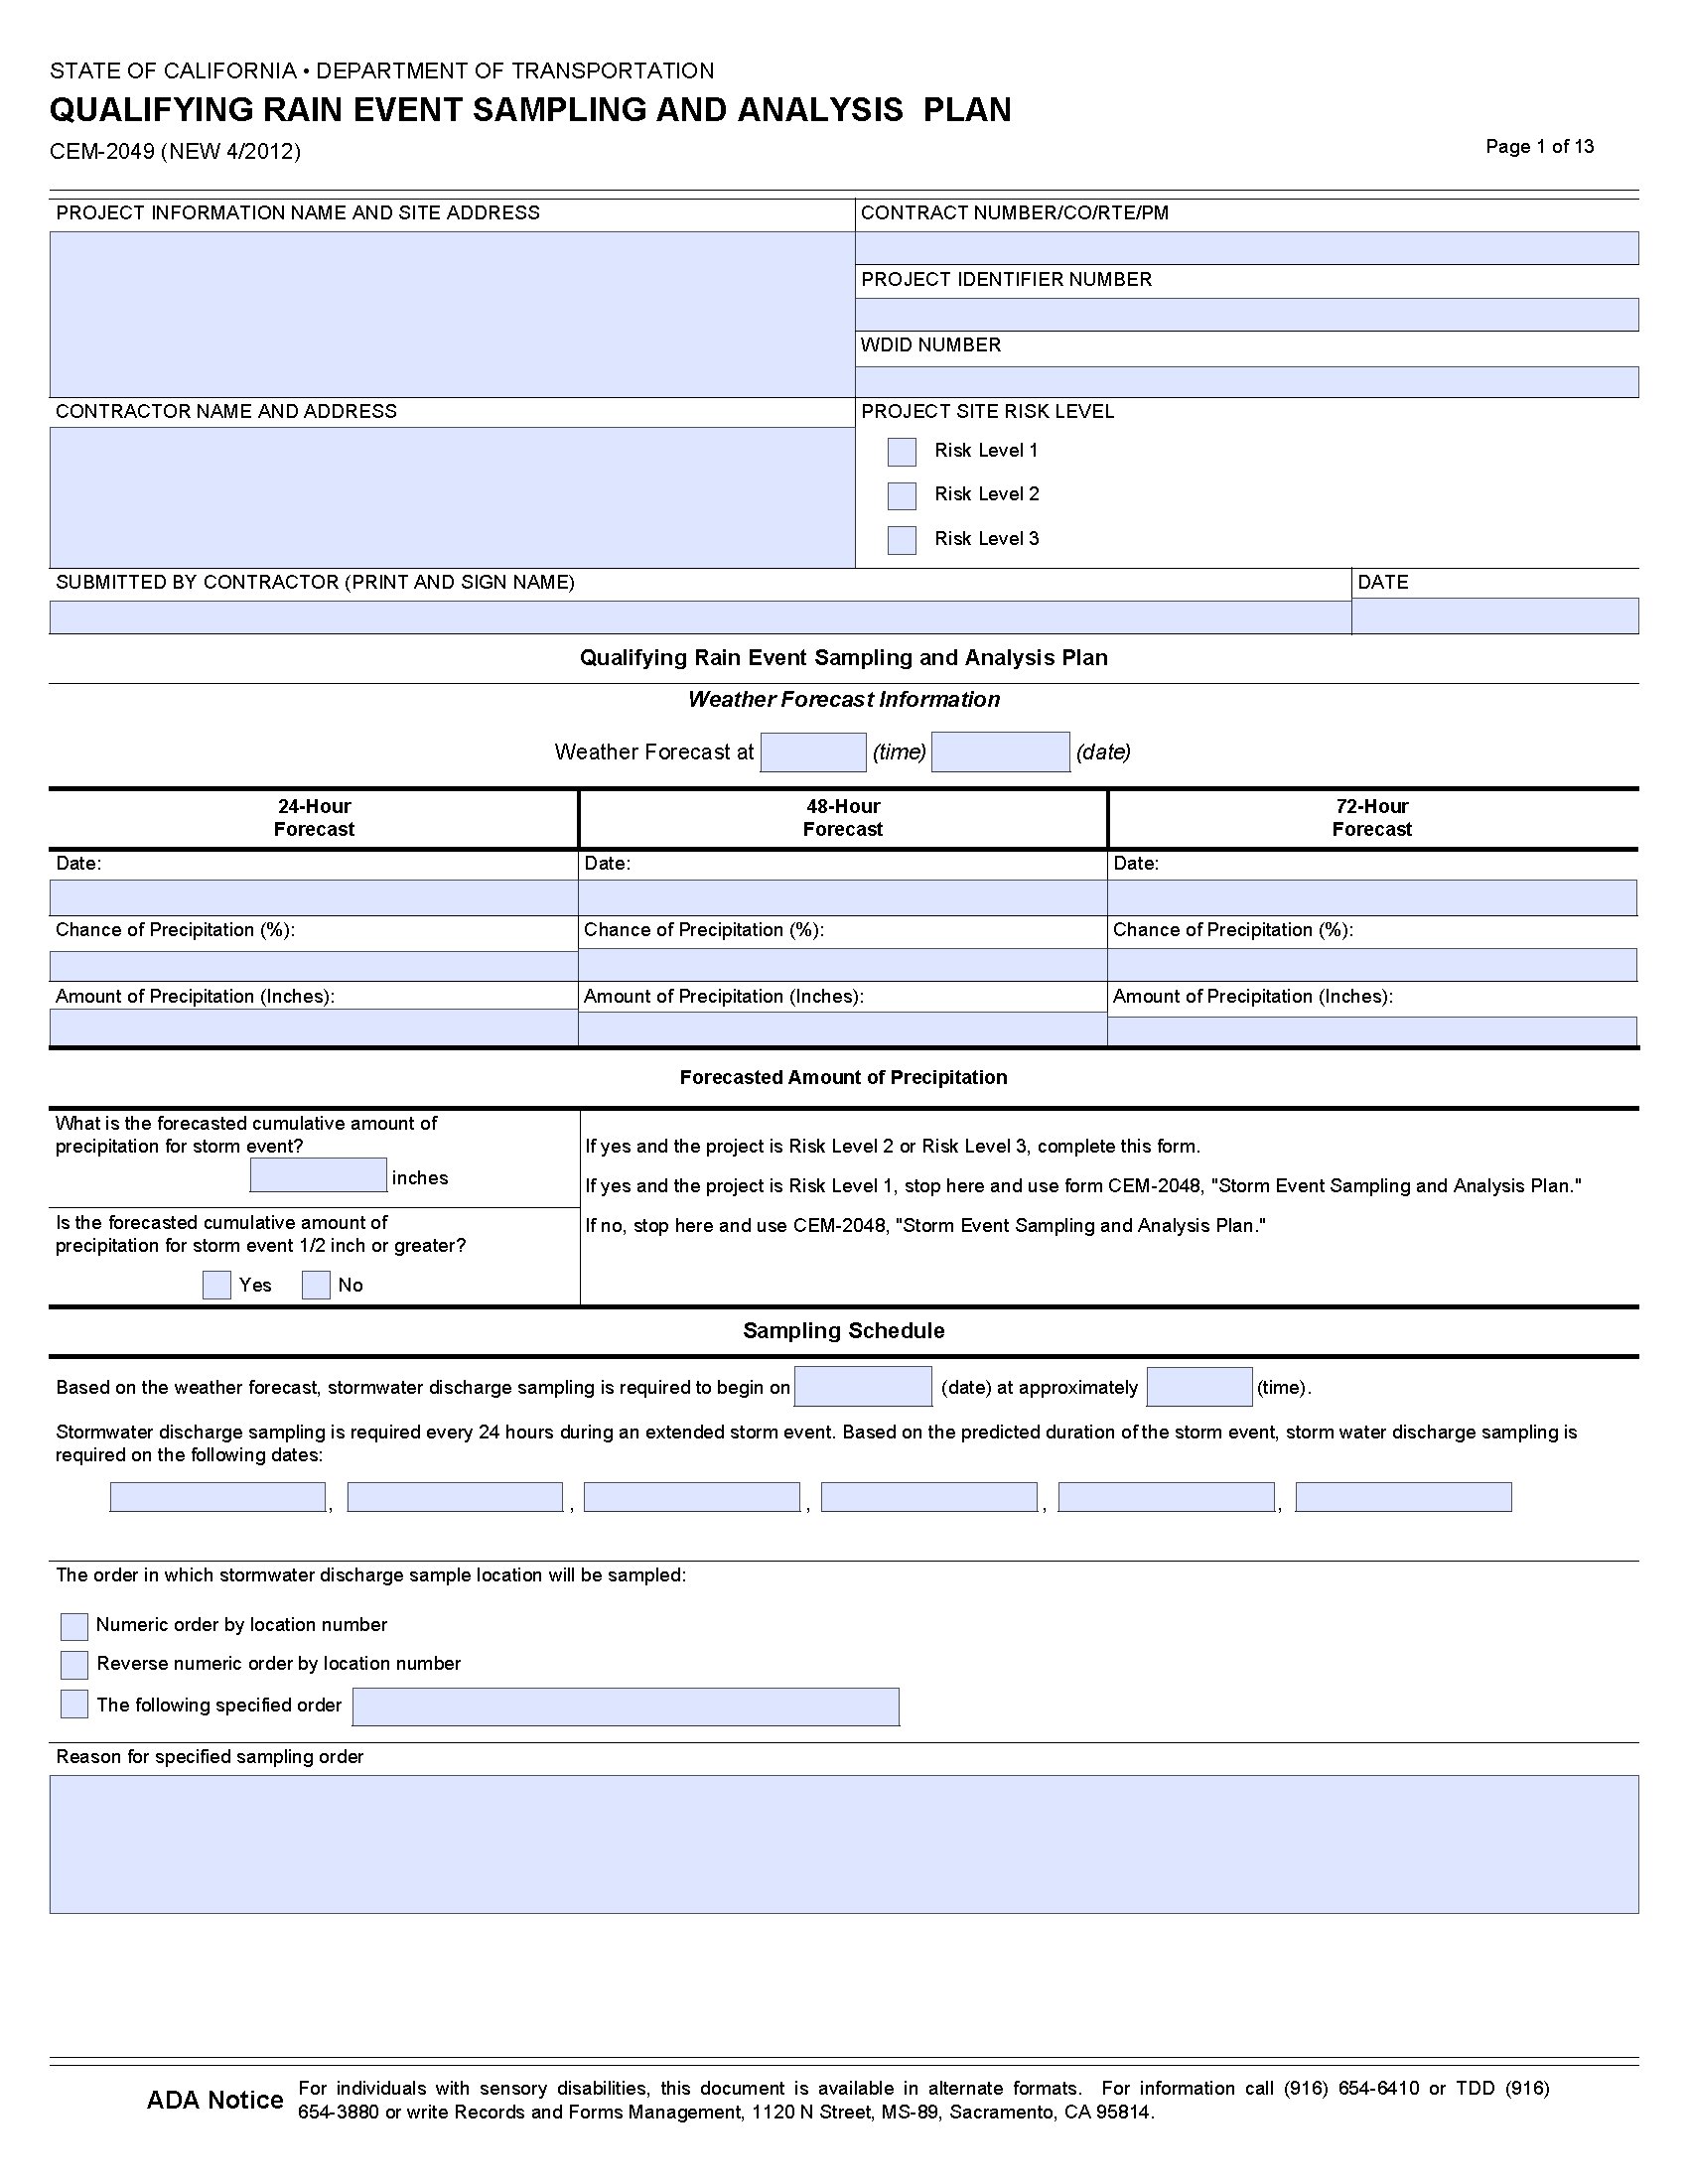 STATE OF CALIFORNIA • DEPARTMENT OF TRANSPORTATION
QUALIFYING RAIN EVENT SAMPLING AND ANALYSIS PLAN
CEM-2049 (NEW 4/2012)
Page 1 of 13
PROJECT INFORMATION NAME AND SITE ADDRESS
CONTRACT NUMBER/CO/RTE/PM
PROJECT IDENTIFIER NUMBER
WDID NUMBER
CONTRACTOR NAME AND ADDRESS
PROJECT SITE RISK LEVEL
Risk Level 1
Risk Level 2
Risk Level 3
SUBMITTED BY CONTRACTOR (PRINT AND SIGN NAME)
DATE
Qualifying Rain Event Sampling and Analysis Plan
Weather Forecast Information
Weather Forecast at (time) (date)
24-Hour
Forecast
48-Hour
Forecast
72-Hour
Forecast
Date:
Date:
Date:
Chance of Precipitation (%):
Chance of Precipitation (%):
Chance of Precipitation (%):
Amount of Precipitation (Inches):
Amount of Precipitation (Inches):
Amount of Precipitation (Inches):
Forecasted Amount of Precipitation
What is the forecasted cumulative amount of
precipitation for storm event?
inches
Is the forecasted cumulative amount of
precipitation for storm event 1/2 inch or greater?
Yes No
If yes and the project is Risk Level 2 or Risk Level 3, complete this form.
If yes and the project is Risk Level 1, stop here and use form CEM-2048, "Storm Event Sampling and Analysis Plan."
If no, stop here and use CEM-2048, "Storm Event Sampling and Analysis Plan."
Sampling Schedule
Based on the weather forecast, stormwater discharge sampling is required to begin on (date) at approximately (time).
Stormwater discharge sampling is required every 24 hours during an extended storm event. Based on the predicted duration of the storm event, storm water discharge sampling is
required on the following dates:
, , , , ,
The order in which stormwater discharge sample location will be sampled:
Numeric order by location number
Reverse numeric order by location number
The following specified order
Reason for specified sampling order
ADA Notice
For individuals with sensory disabilities, this document is available in alternate formats. For information call (916) 654-6410 or TDD (916)
654-3880 or write Records and Forms Management, 1120 N Street, MS-89, Sacramento, CA 95814.